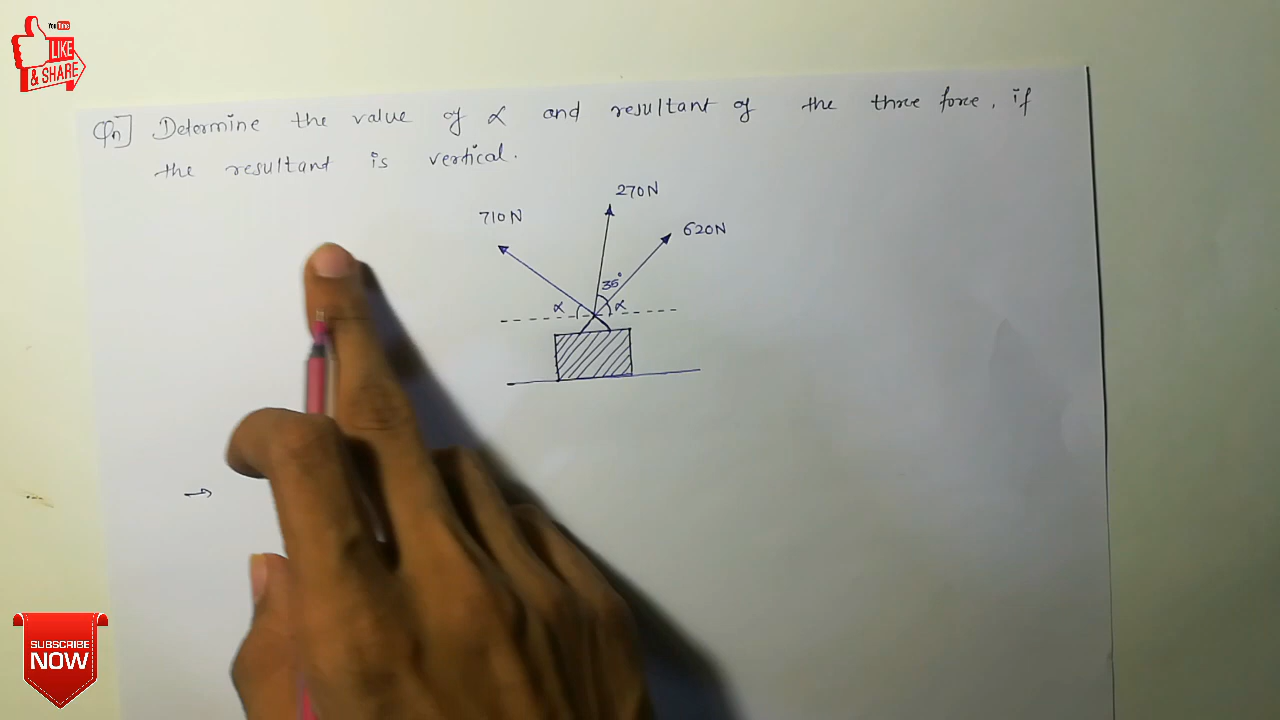 YouTube
LIKE
& SHARE
Qn] Determine the value of α and resultant of the three force, if
the resultant is vertical.
270N
710N
620N
35°
α
α
SUBSCRIBE
NOW